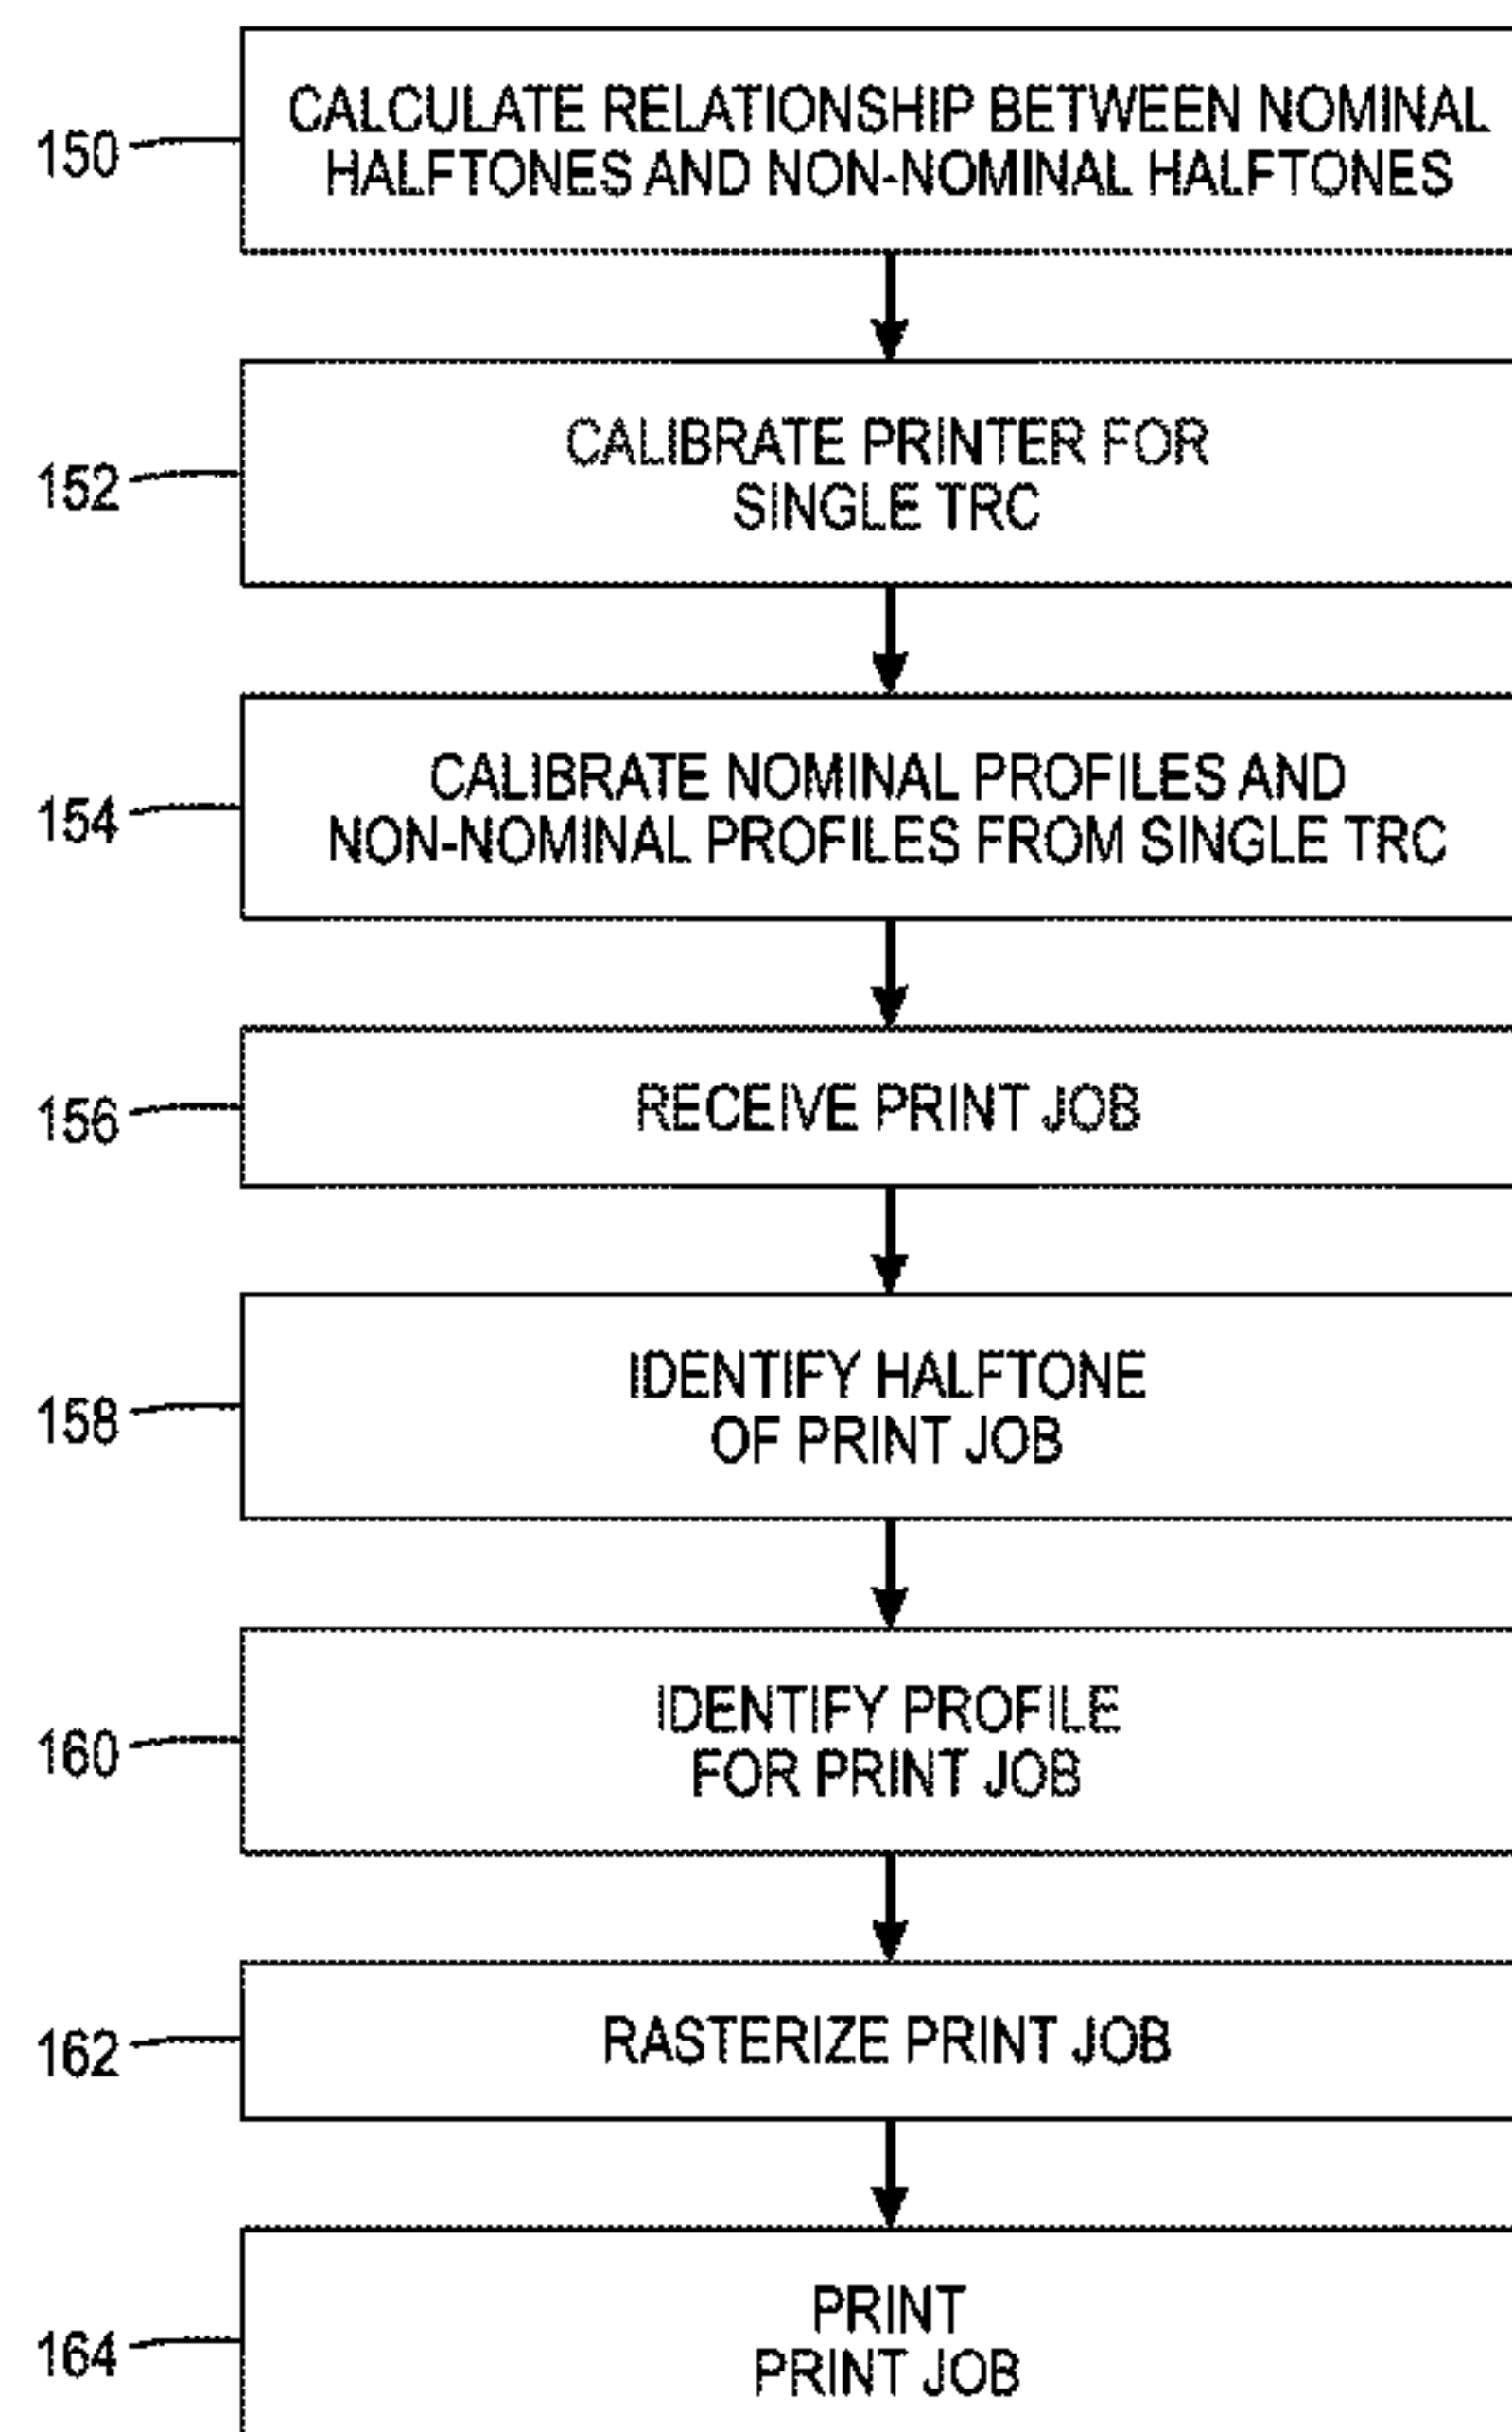 150
CALCULATE RELATIONSHIP BETWEEN NOMINAL
HALFTONES AND NON-NOMINAL HALFTONES
152
CALIBRATE PRINTER FOR
SINGLE TRC
154
CALIBRATE NOMINAL PROFILES AND
NON-NOMINAL PROFILES FROM SINGLE TRC
156
RECEIVE PRINT JOB
158
IDENTIFY HALFTONE
OF PRINT JOB
160
IDENTIFY PROFILE
FOR PRINT JOB
162
RASTERIZE PRINT JOB
164
PRINT
PRINT JOB